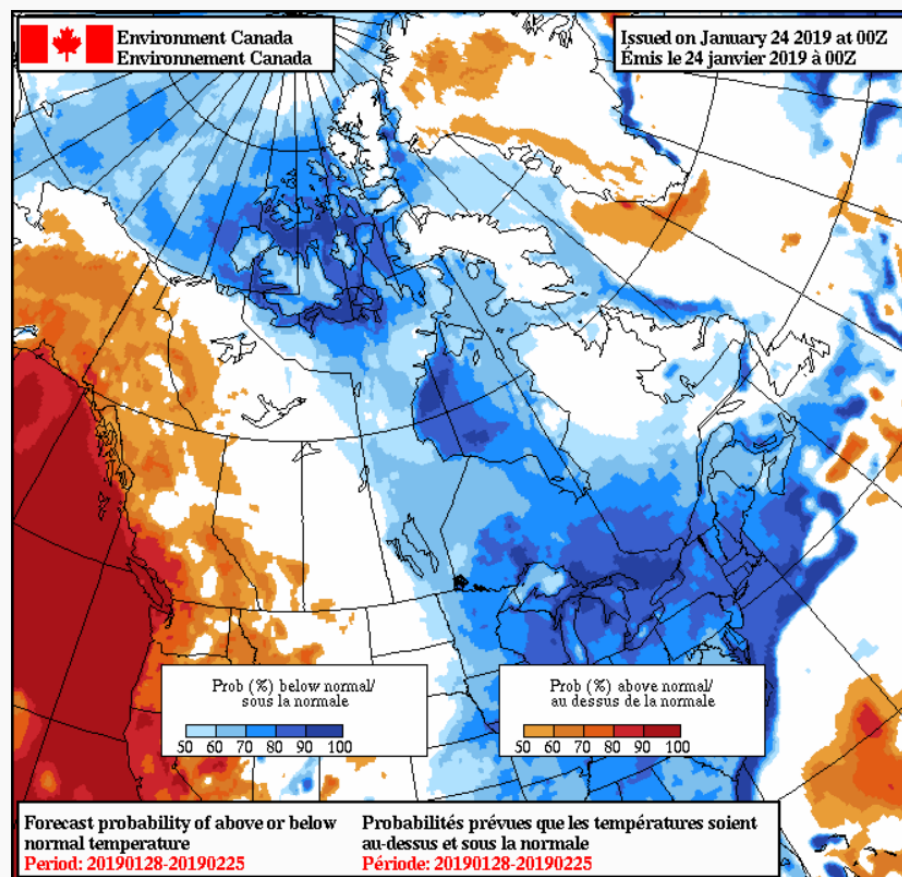 Environment Canada
Environnement Canada
Issued on January 24 2019 at 00Z
Émis le 24 janvier 2019 à 00Z
Prob (%) below normal/
sous la normale
50 60 70 80 90 100
Prob (%) above normal/
au dessus de la normale
50 60 70 80 90 100
Forecast probability of above or below
normal temperature
Period: 20190128-20190225
Probabilités prévues que les températures soient
au-dessus et sous la normale
Période: 20190128-20190225